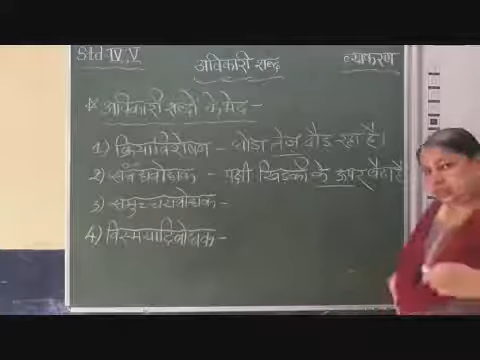 Std-IV, V
अविकारी शब्द
व्याकरण
* अविकारी शब्दों के भेद -
1) क्रियाविशेषण - घोडा तेज दौड रहा है।
2) संबंधबोधक - पक्षी खिडकी के ऊपर बैठा है
3) समुच्चयबोधक -
4) विस्मयादिबोधक -